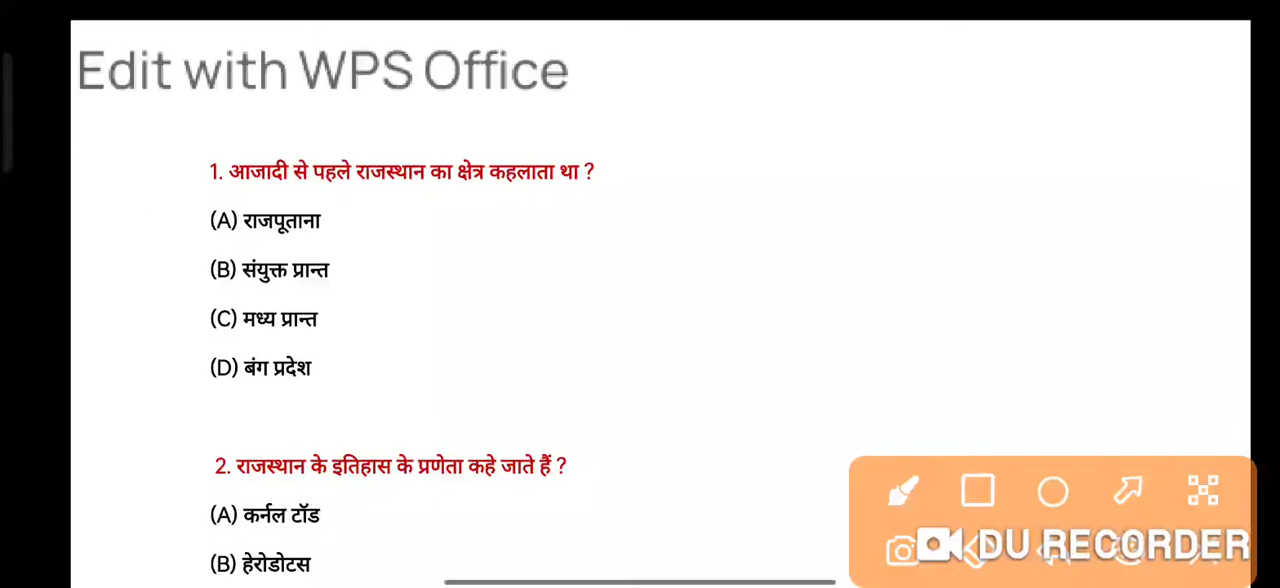 Edit with WPS Office
1. आजादी से पहले राजस्थान का क्षेत्र कहलाता था ?
(A) राजपूताना
(B) संयुक्त प्रान्त
(C) मध्य प्रान्त
(D) बंग प्रदेश
2. राजस्थान के इतिहास के प्रणेता कहे जाते हैं ?
(A) कर्नल टॉड
(B) हेरोडोटस
DU RECORDER